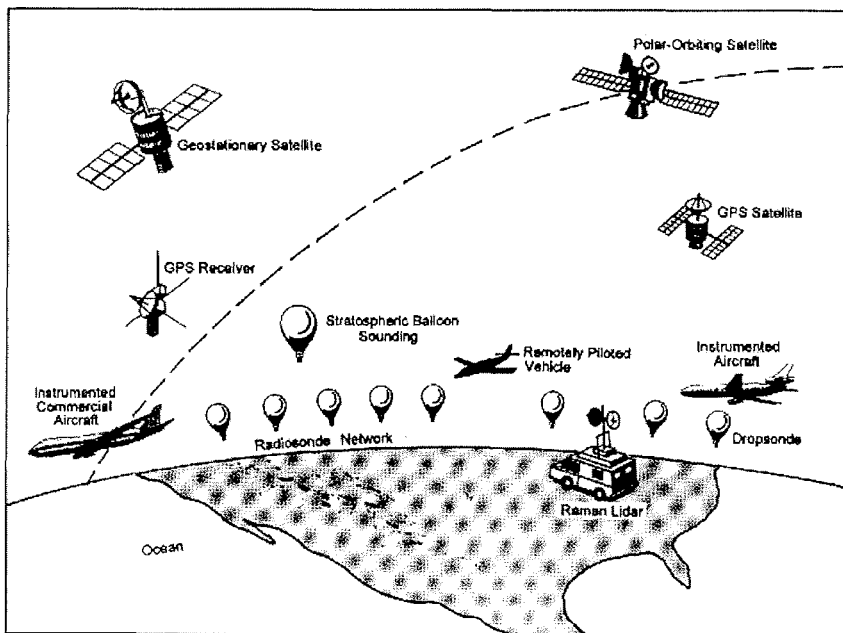 Polar-Orbiting Satellite
Geostationary Satellite
GPS Satellite
GPS Receiver
Stratospheric Balloon
Sounding
Remotely Piloted
Vehicle
Instrumented
Aircraft
Instrumented
Commercial
Aircraft
Radiosonde Network
Dropsonde
Raman Lidar
Ocean